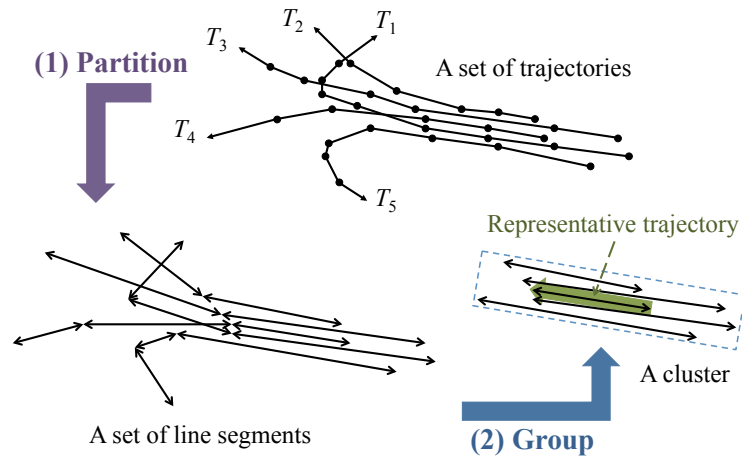 T1
T2
T3
(1) Partition
A set of trajectories
T4
T5
Representative trajectory
A cluster
A set of line segments
(2) Group